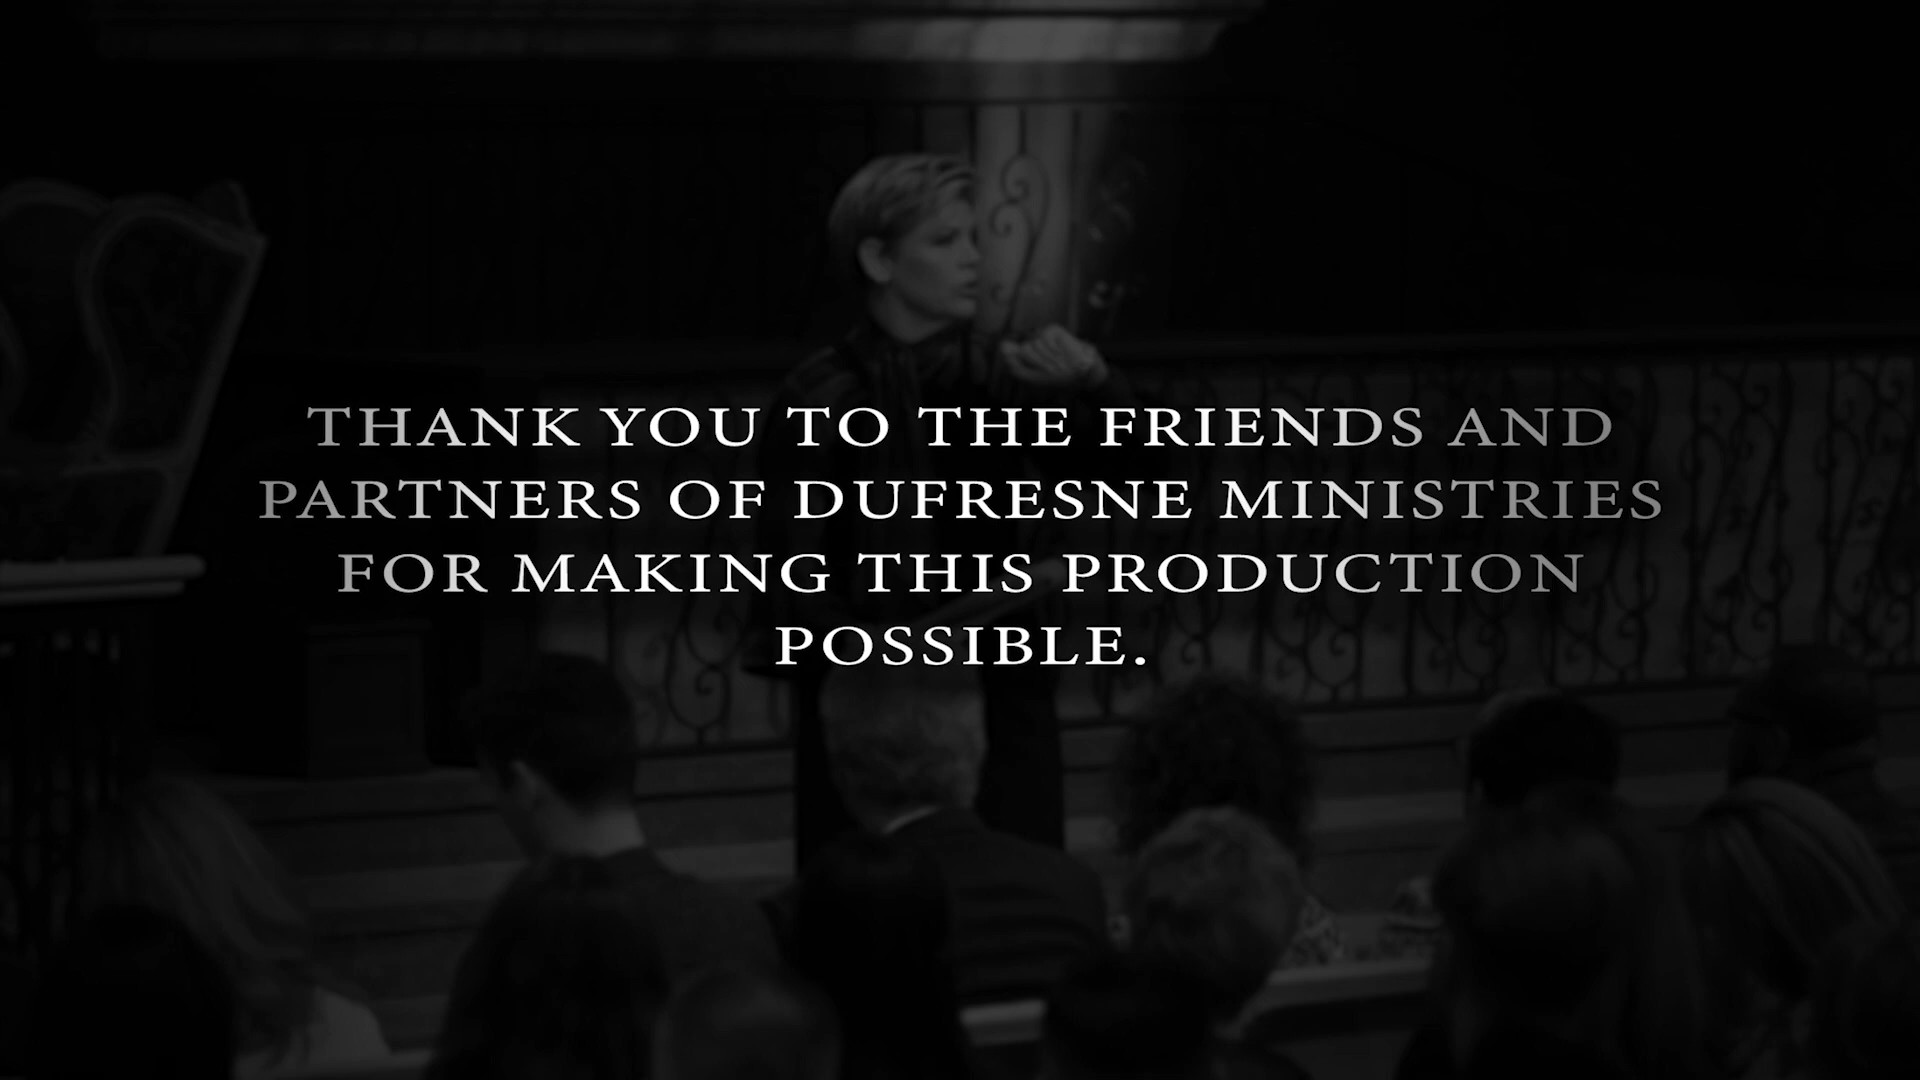 THANK YOU TO THE FRIENDS AND
PARTNERS OF DUFRESNE MINISTRIES
FOR MAKING THIS PRODUCTION
POSSIBLE.